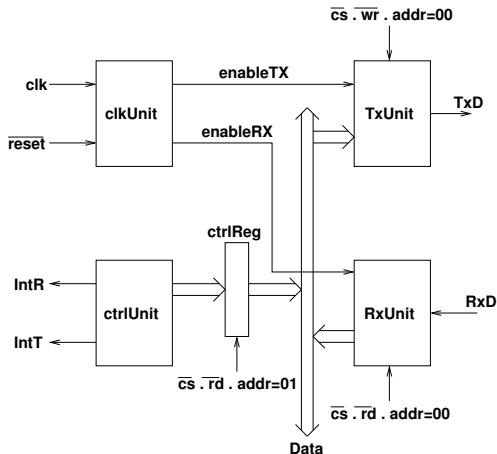 cs . wr . addr=00
clk
enableTX
clkUnit
TxUnit
TxD
reset
enableRX
ctrlReg
IntR
ctrlUnit
RxUnit
RxD
IntT
cs . rd . addr=01
cs . rd . addr=00
Data